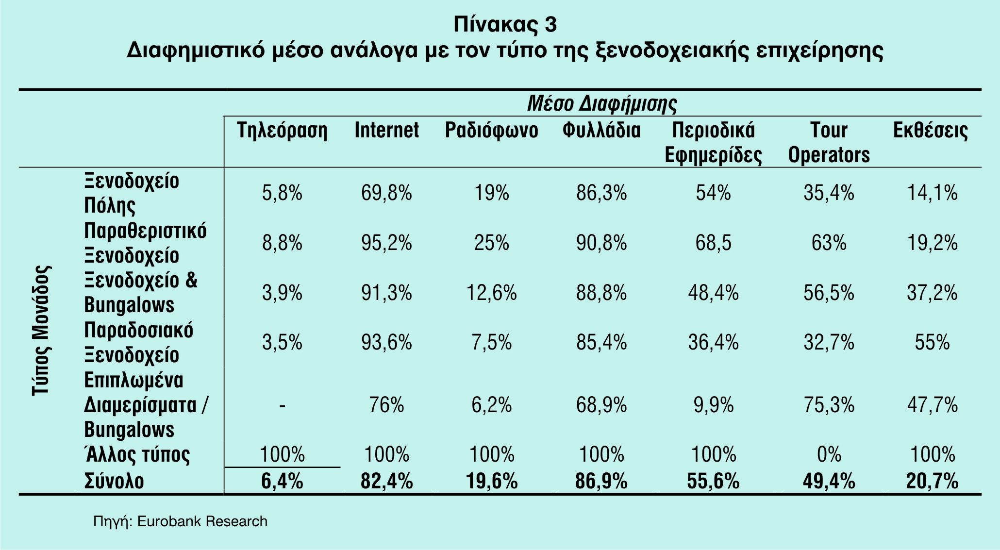 Πίνακας 3
Διαφημιστικό μέσο ανάλογα με τον τύπο της ξενοδοχειακής επιχείρησης
Μέσο Διαφήμισης
Τηλεόραση Internet Ραδιόφωνο Φυλλάδια Περιοδικά Tour Εκθέσεις
Εφημερίδες Operators
Τύπος Μονάδος
Ξενοδοχείο
Πόλης
5,8% 69,8% 19% 86,3% 54% 35,4% 14,1%
Παραθεριστικό
Ξενοδοχείο
8,8% 95,2% 25% 90,8% 68,5 63% 19,2%
Ξενοδοχείο &
Bungalows
3,9% 91,3% 12,6% 88,8% 48,4% 56,5% 37,2%
Παραδοσιακό
Ξενοδοχείο
3,5% 93,6% 7,5% 85,4% 36,4% 32,7% 55%
Επιπλωμένα
Διαμερίσματα / - 76% 6,2% 68,9% 9,9% 75,3% 47,7%
Bungalows
Άλλος τύπος 100% 100% 100% 100% 100% 0% 100%
Σύνολο 6,4% 82,4% 19,6% 86,9% 55,6% 49,4% 20,7%
Πηγή: Eurobank Research